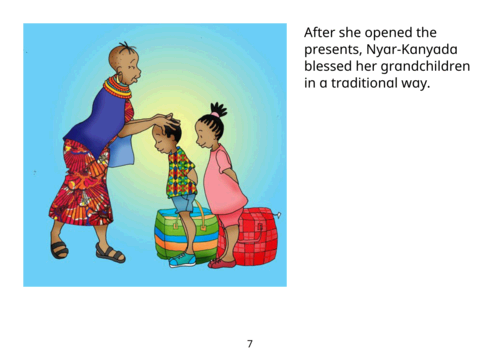 After she opened the
presents, Nyar-Kanyada
blessed her grandchildren
in a traditional way.
7